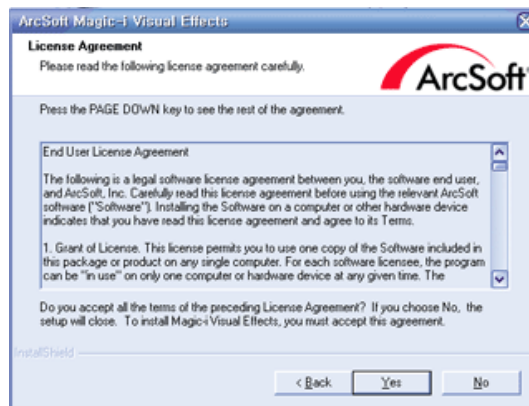 ArcSoft Magic-i Visual Effects
License Agreement
Please read the following license agreement carefully.
ArcSoft
Press the PAGE DOWN key to see the rest of the agreement.
End User License Agreement
The following is a legal software license agreement between you, the software end user,
and ArcSoft, Inc. Carefully read this license agreement before using the relevant ArcSoft
software ("Software"). Installing the Software on a computer or other hardware device
indicates that you have read this license agreement and agree to its Terms.
1. Grant of License. This license permits you to use one copy of the Software included in
this package or product on any single computer. For each software licensee, the program
can be "in use" on only one computer or hardware device at any given time. The
Do you accept all the terms of the preceding License Agreement? If you choose No, the
setup will close. To install Magic-i Visual Effects, you must accept this agreement.
InstallShield
< Back
Yes
No